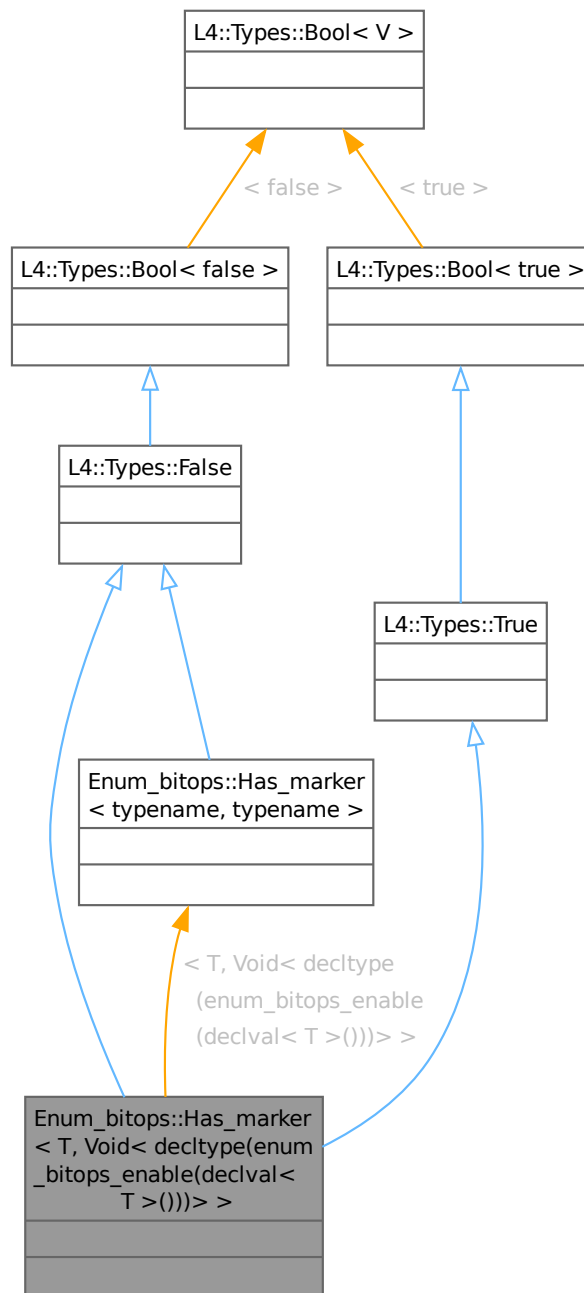 L4::Types::Bool< V >
< false >
< true >
L4::Types::Bool< false >
L4::Types::Bool< true >
L4::Types::False
L4::Types::True
Enum_bitops::Has_marker
< typename, typename >
< T, Void< decltype
(enum_bitops_enable
(declval< T >()))> >
Enum_bitops::Has_marker
< T, Void< decltype(enum
_bitops_enable(declval<
T >()))> >